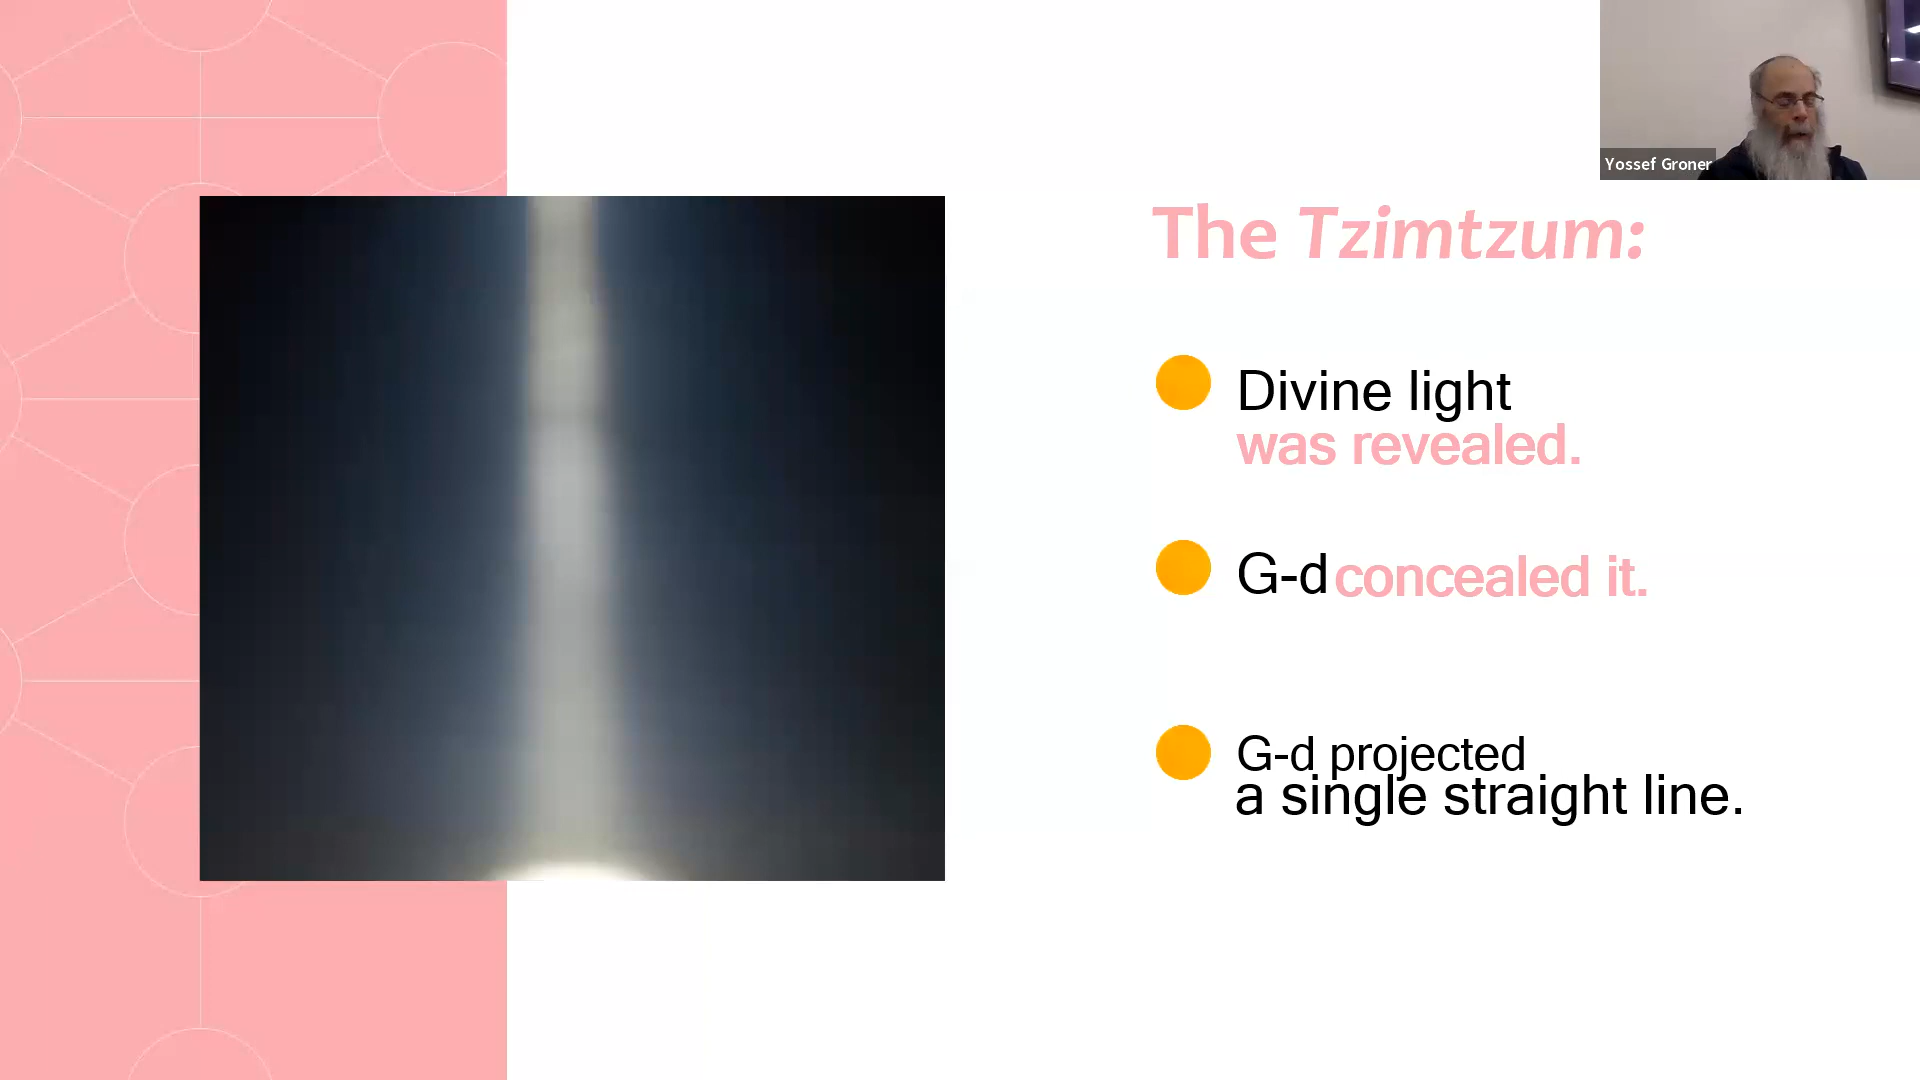 Yossef Groner
The Tzimtzum:
Divine light
was revealed.
G-d concealed it.
G-d projected
a single straight line.